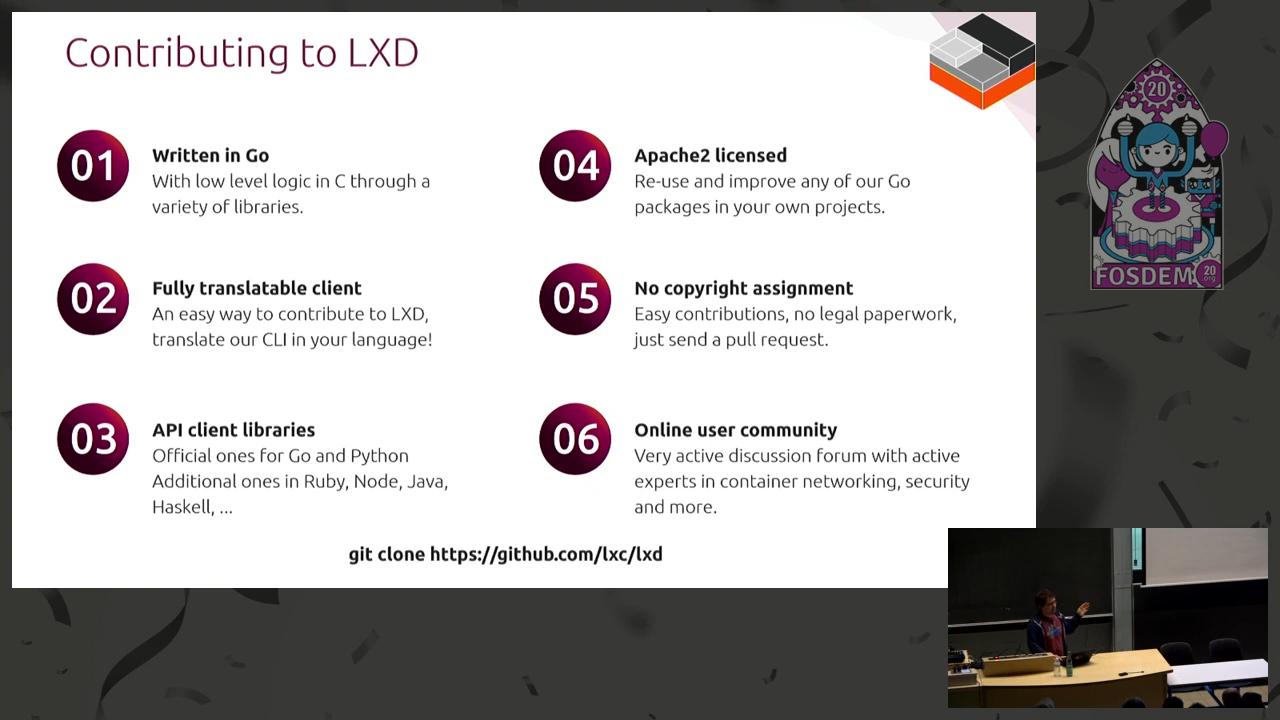 Contributing to LXD
01
Written in Go
With low level logic in C through a
variety of libraries.
02
Fully translatable client
An easy way to contribute to LXD,
translate our CLI in your language!
03
API client libraries
Official ones for Go and Python
Additional ones in Ruby, Node, Java,
Haskell, ...
04
Apache2 licensed
Re-use and improve any of our Go
packages in your own projects.
05
No copyright assignment
Easy contributions, no legal paperwork,
just send a pull request.
06
Online user community
Very active discussion forum with active
experts in container networking, security
and more.
git clone https://github.com/lxc/lxd
20
FOSDEM
20
.org